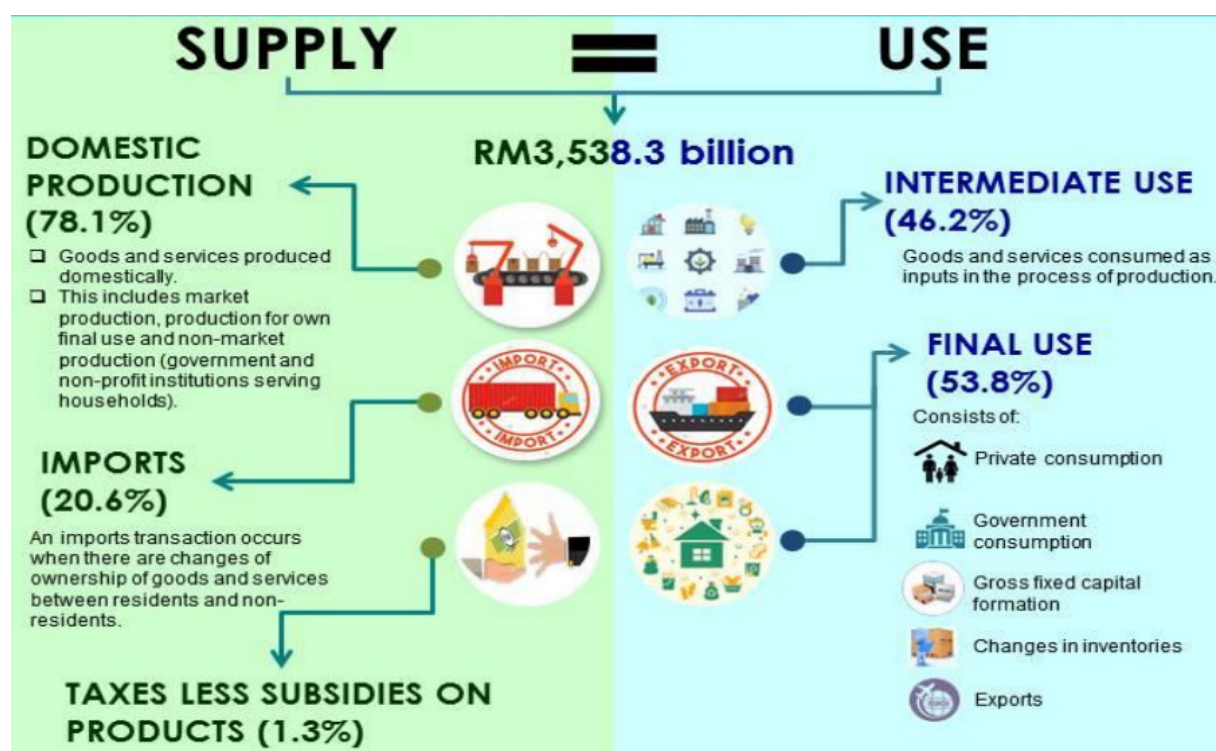 SUPPLY = USE
RM3,538.3 billion
DOMESTIC
PRODUCTION
(78.1%)
❑ Goods and services produced
domestically.
❑ This includes market
production, production for own
final use and non-market
production (government and
non-profit institutions serving
households).
IMPORTS
(20.6%)
An imports transaction occurs
when there are changes of
ownership of goods and services
between residents and non-
residents.
TAXES LESS SUBSIDIES ON
PRODUCTS (1.3%)
IMPORT
IMPORT
EXPORT
EXPORT
INTERMEDIATE USE
(46.2%)
Goods and services consumed as
inputs in the process of production.
FINAL USE
(53.8%)
Consists of:
Private consumption
Government
consumption
Gross fixed capital
formation
Changes in inventories
Exports